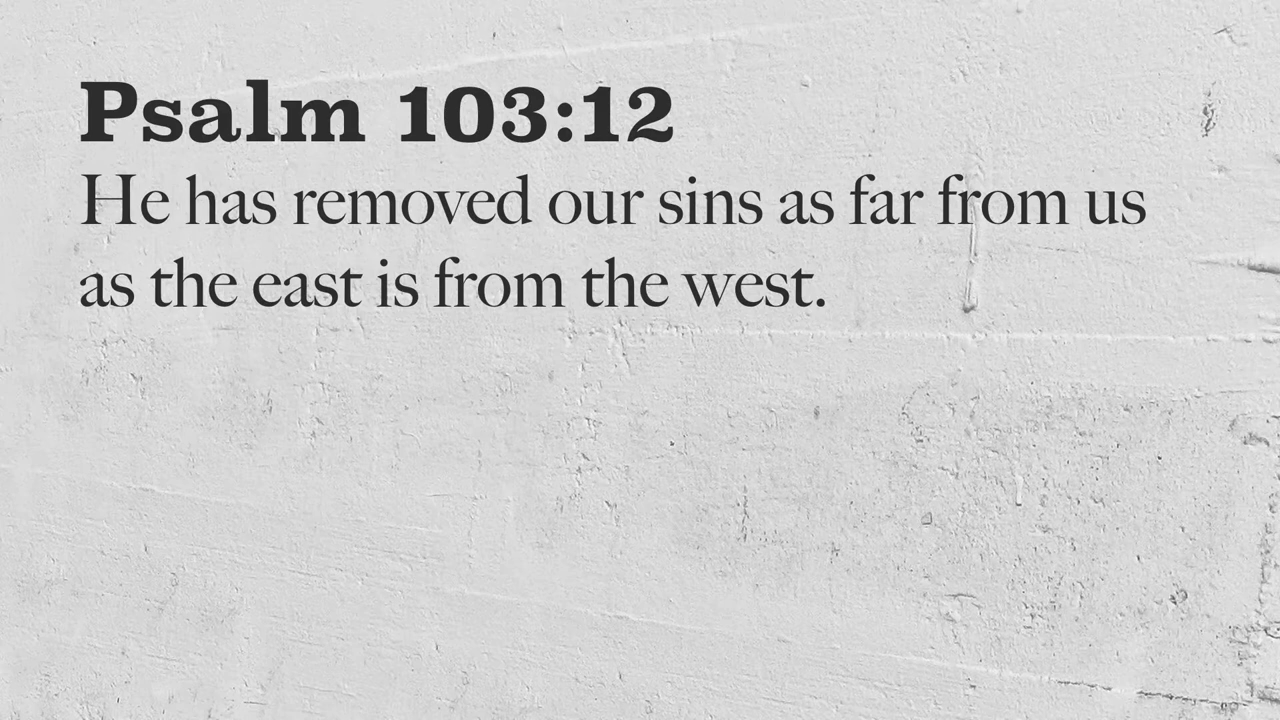 Psalm 103:12
He has removed our sins as far from us
as the east is from the west.